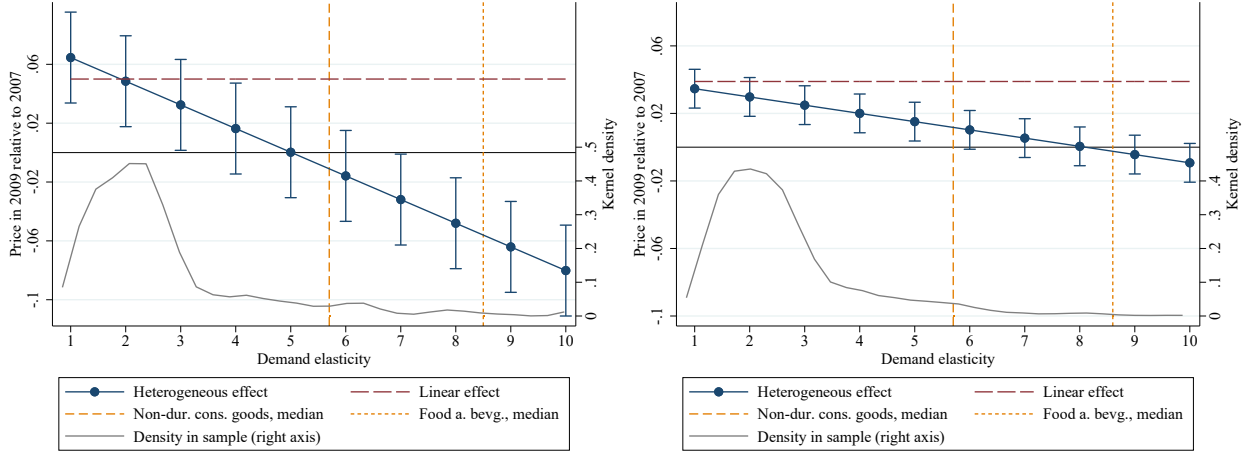 Price in 2009 relative to 2007
.06
.02
-.02
-.06
-.1
.5
.4
.3
.2
.1
0
Kernel density
1 2 3 4 5 6 7 8 9 10
Demand elasticity
Heterogeneous effect
Linear effect
Non-dur. cons. goods, median
Food a. bevg., median
Density in sample (right axis)
Price in 2009 relative to 2007
.06
.02
-.02
-.06
-.1
.5
.4
.3
.2
.1
0
Kernel density
1 2 3 4 5 6 7 8 9 10
Demand elasticity
Heterogeneous effect
Linear effect
Non-dur. cons. goods, median
Food a. bevg., median
Density in sample (right axis)